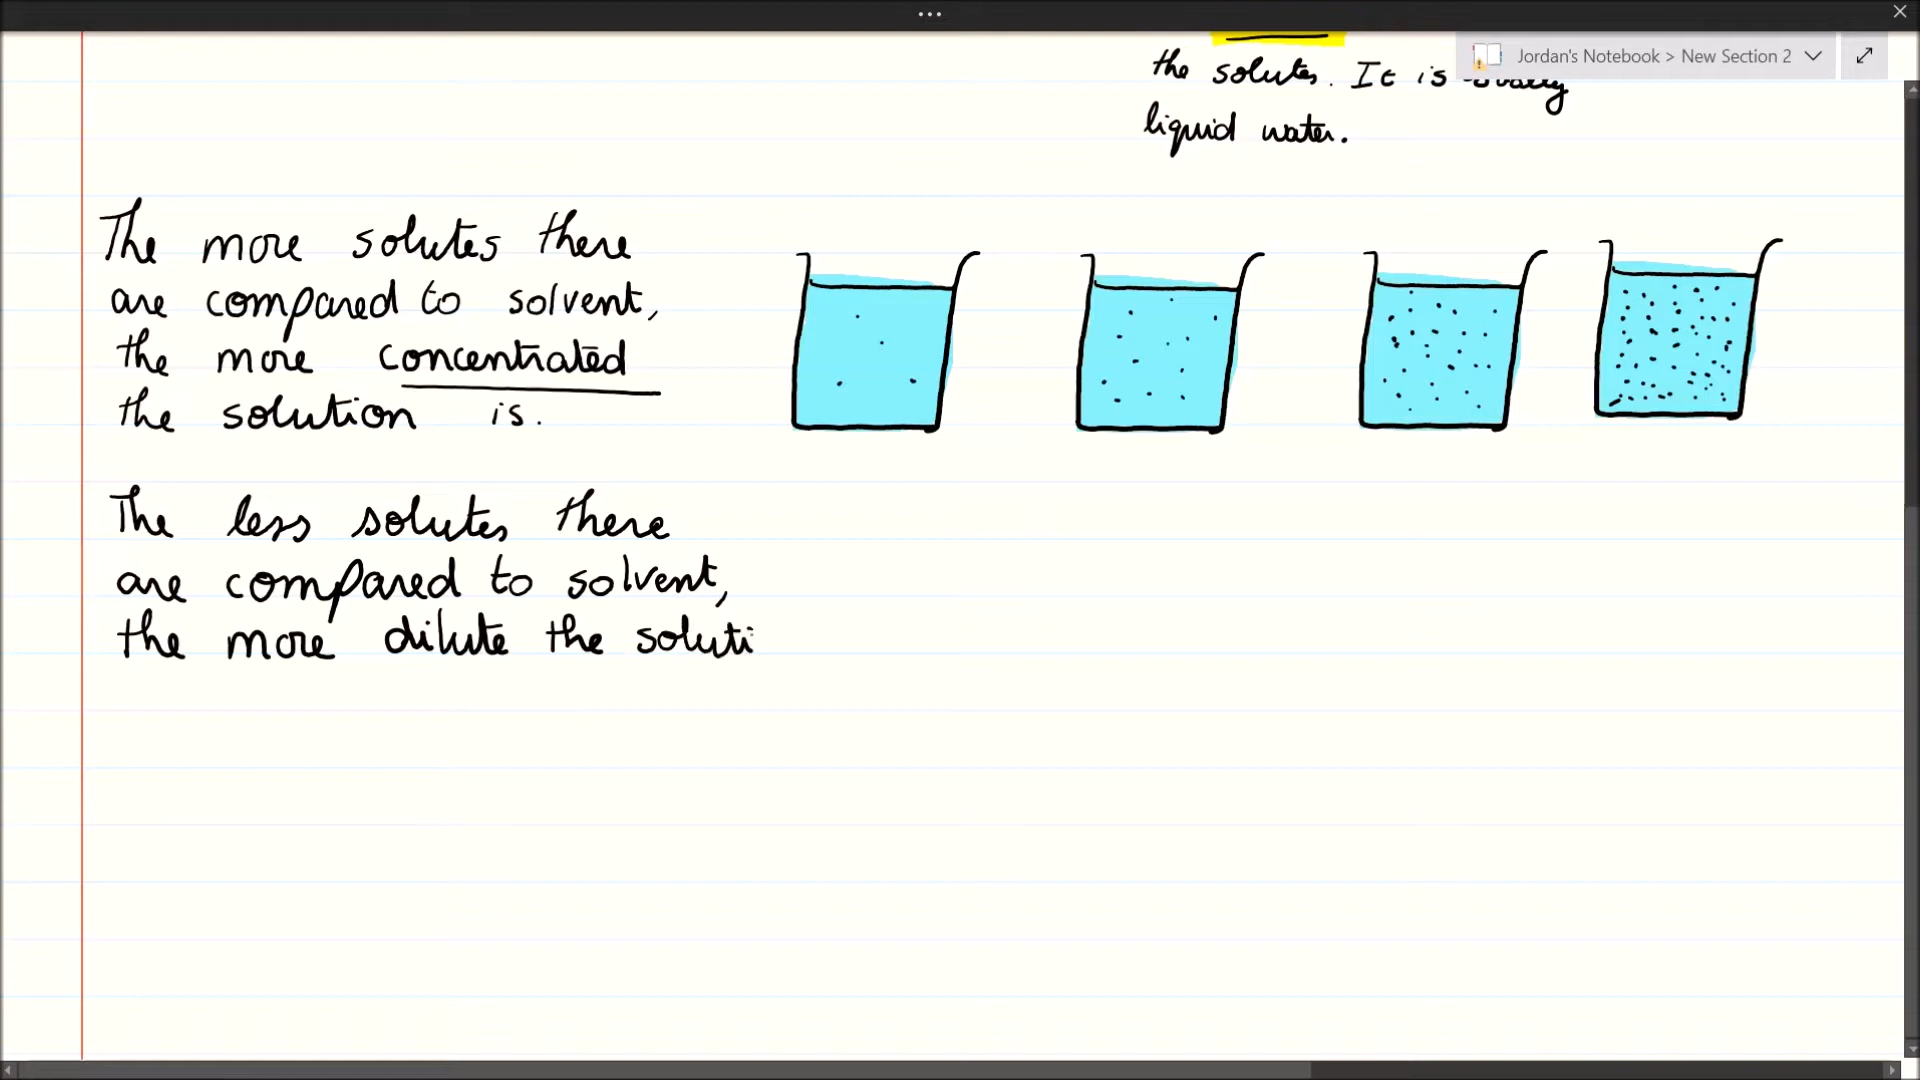 Jordan's Notebook > New Section 2
the solutes. It is usually
liquid water.
The more solutes there
are compared to solvent,
the more concentrated
the solution is.
The less solutes there
are compared to solvent,
the more dilute the soluti